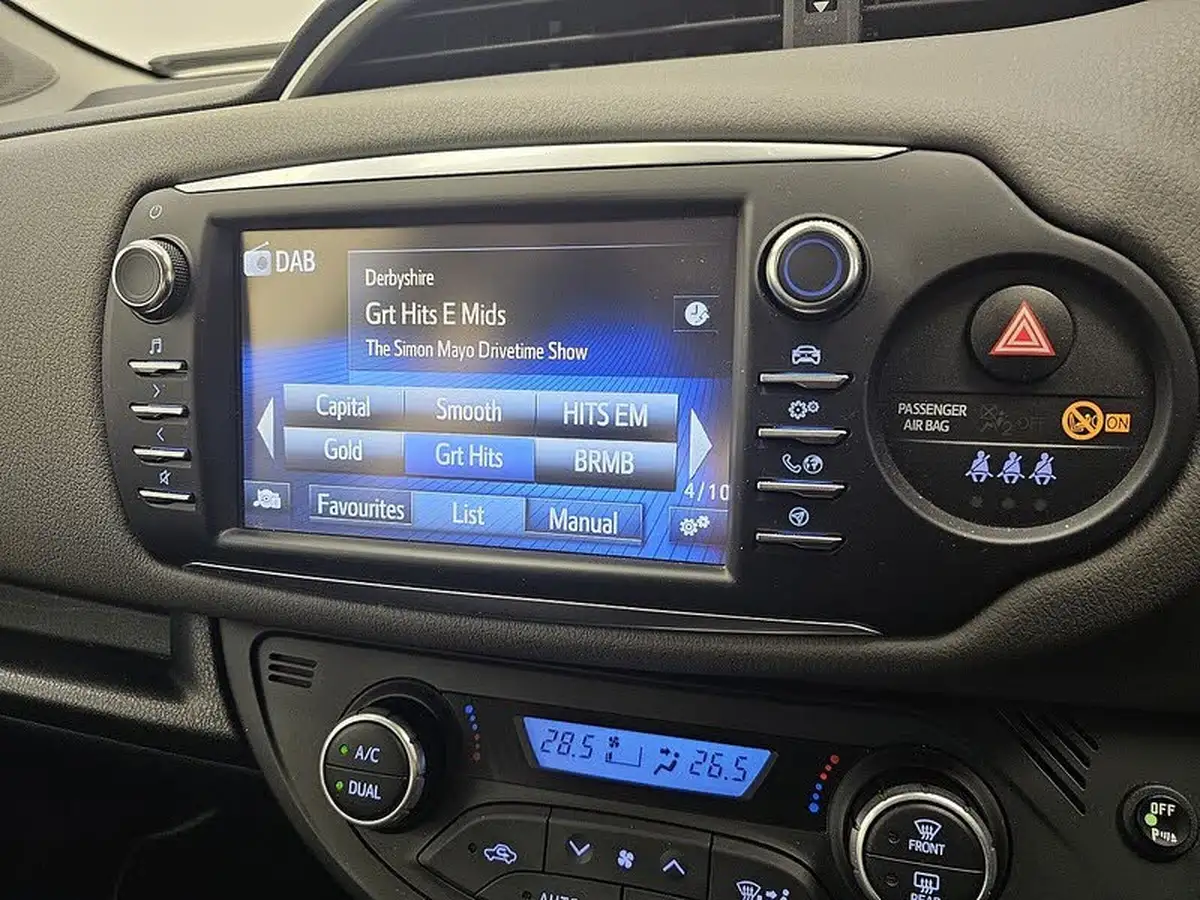 DAB
Derbyshire
Grt Hits E Mids
The Simon Mayo Drivetime Show
Capital Smooth HITS EM
Gold Grt Hits BRMB
4/10
Favourites List Manual
PASSENGER
AIR BAG
OFF
ON
28.5 26.5
A/C
DUAL
FRONT
REAR
OFF
AUTO